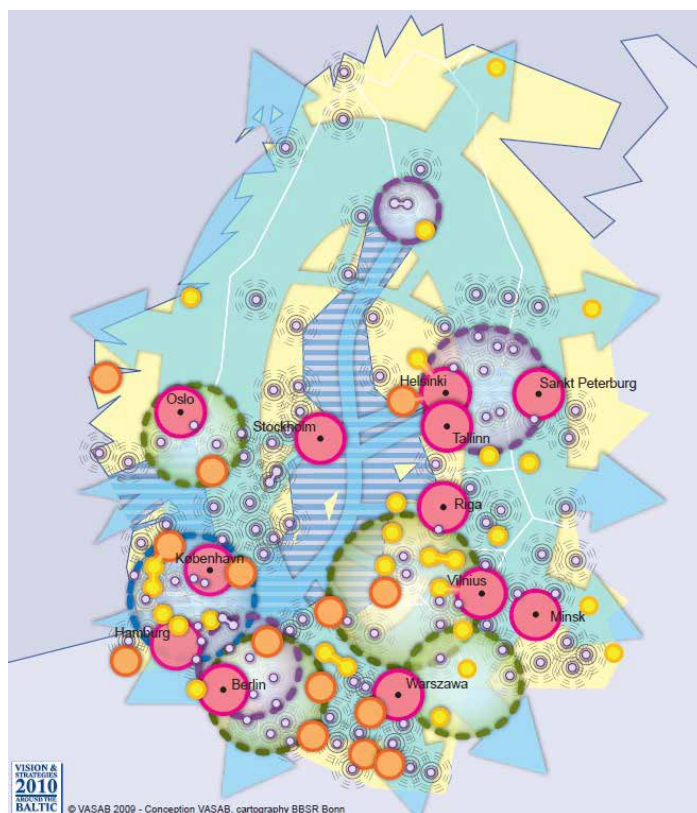 Helsinki
Sankt Peterburg
Oslo
Stockholm
Tallinn
Riga
København
Vilnius
Minsk
Hamburg
Berlin
Warszawa
VISION &
STRATEGIES
2010
AROUND THE
BALTIC
© VASAB 2009 - Conception VASAB, cartography BBSR Bonn